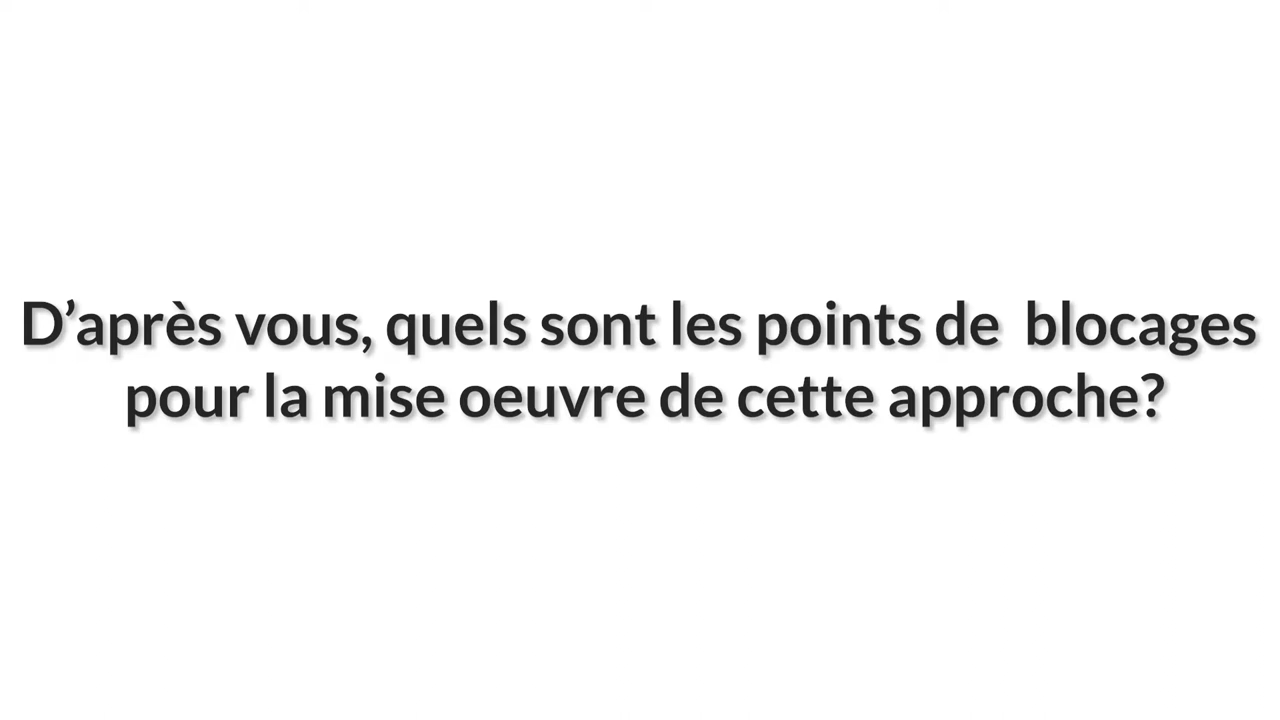 D’après vous, quels sont les points de  blocages
pour la mise oeuvre de cette approche?